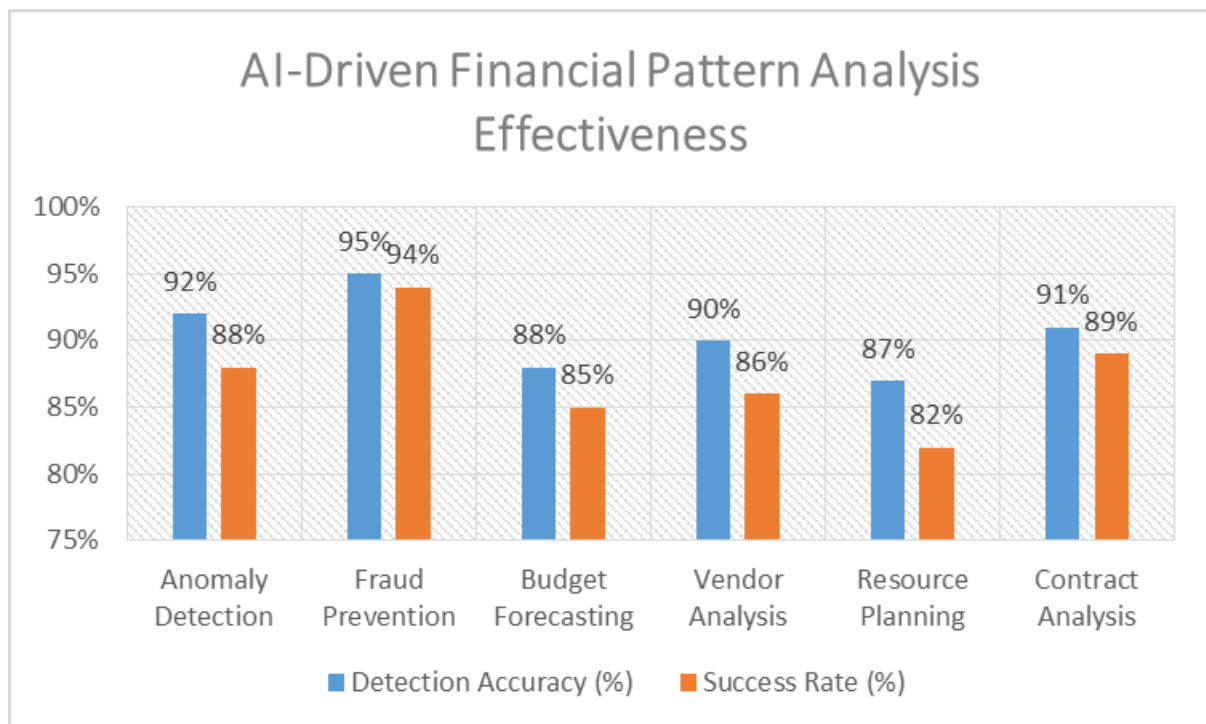 AI-Driven Financial Pattern Analysis
Effectiveness
100%
95%
90%
85%
80%
75%
92%
88%
95%
94%
88%
85%
90%
86%
87%
82%
91%
89%
Anomaly
Detection
Fraud
Prevention
Budget
Forecasting
Vendor
Analysis
Resource
Planning
Contract
Analysis
Detection Accuracy (%)
Success Rate (%)